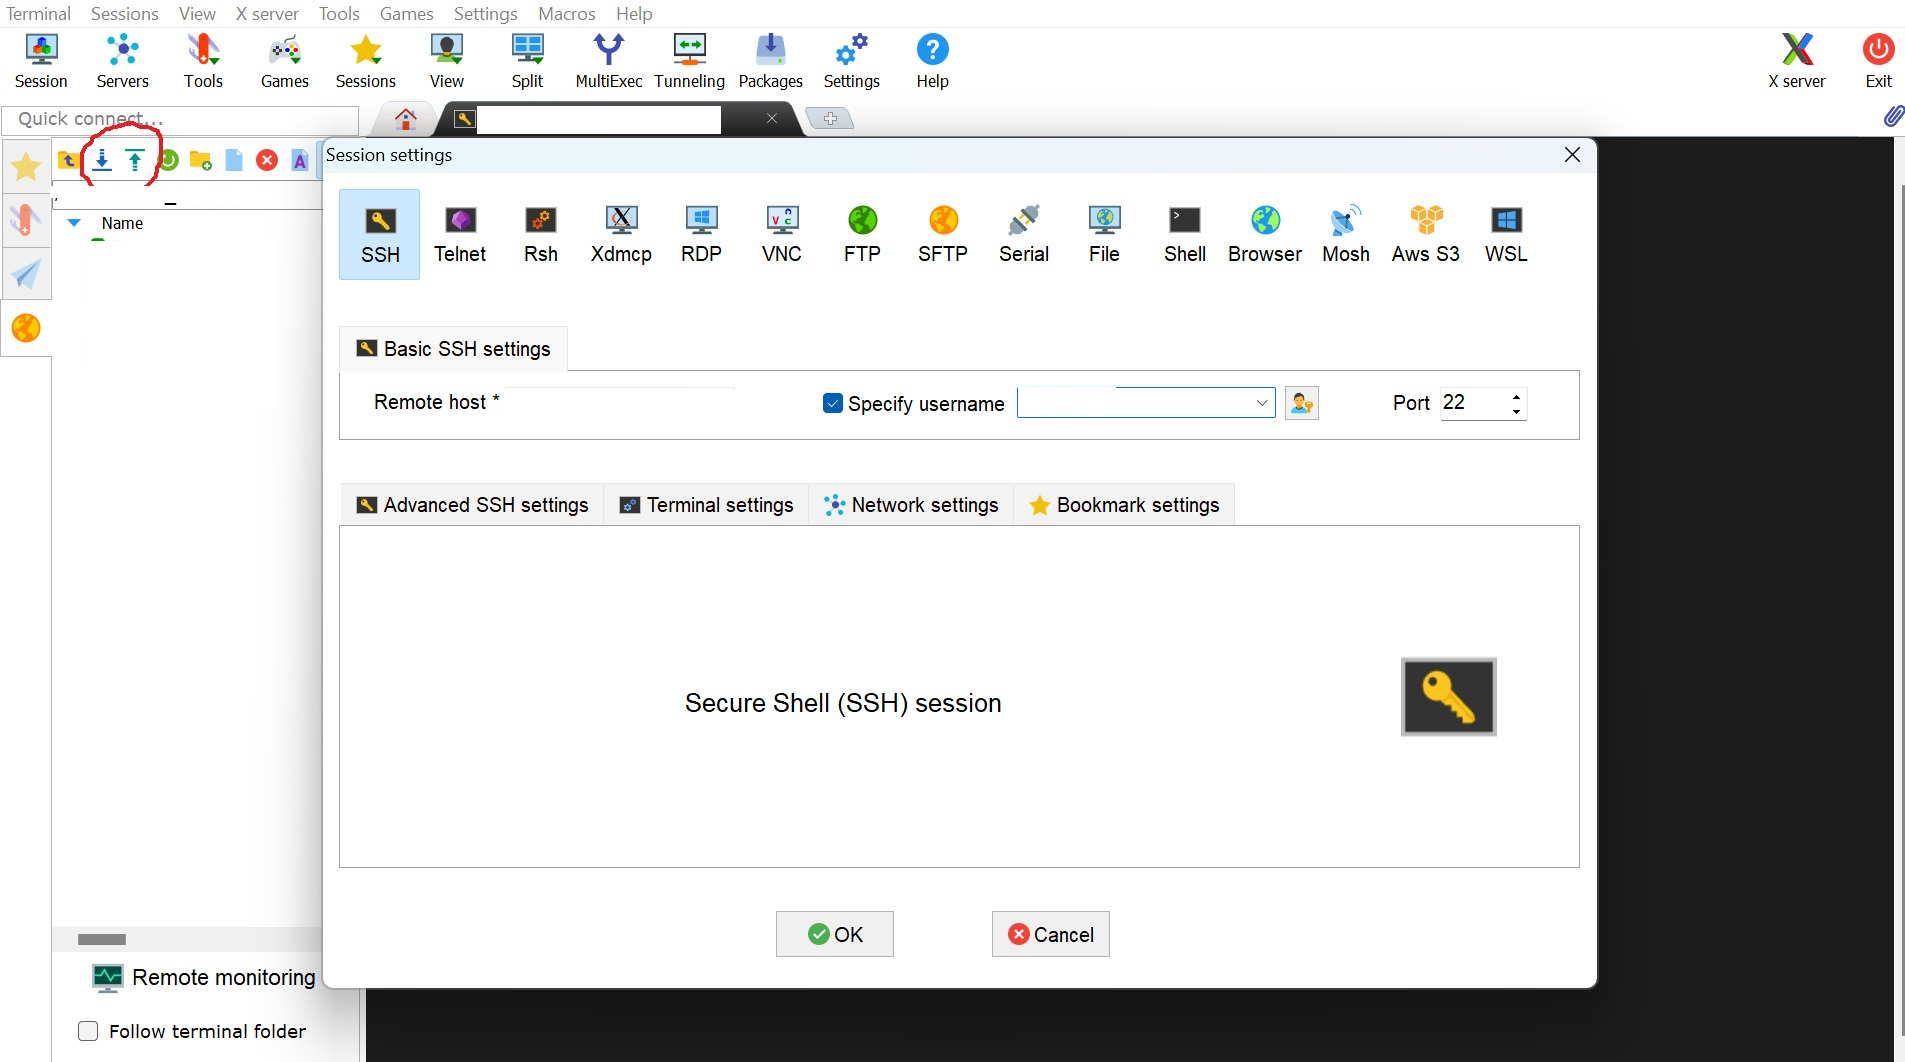 Terminal Sessions View X server Tools Games Settings Macros Help
Session Servers Tools Games Sessions View Split MultiExec Tunneling Packages Settings Help X server Exit
Quick connect...
Session settings
Name
SSH Telnet Rsh Xdmcp RDP VNC FTP SFTP Serial File Shell Browser Mosh Aws S3 WSL
Basic SSH settings
Remote host * Specify username Port 22
Advanced SSH settings Terminal settings Network settings Bookmark settings
Secure Shell (SSH) session
OK Cancel
Remote monitoring
Follow terminal folder